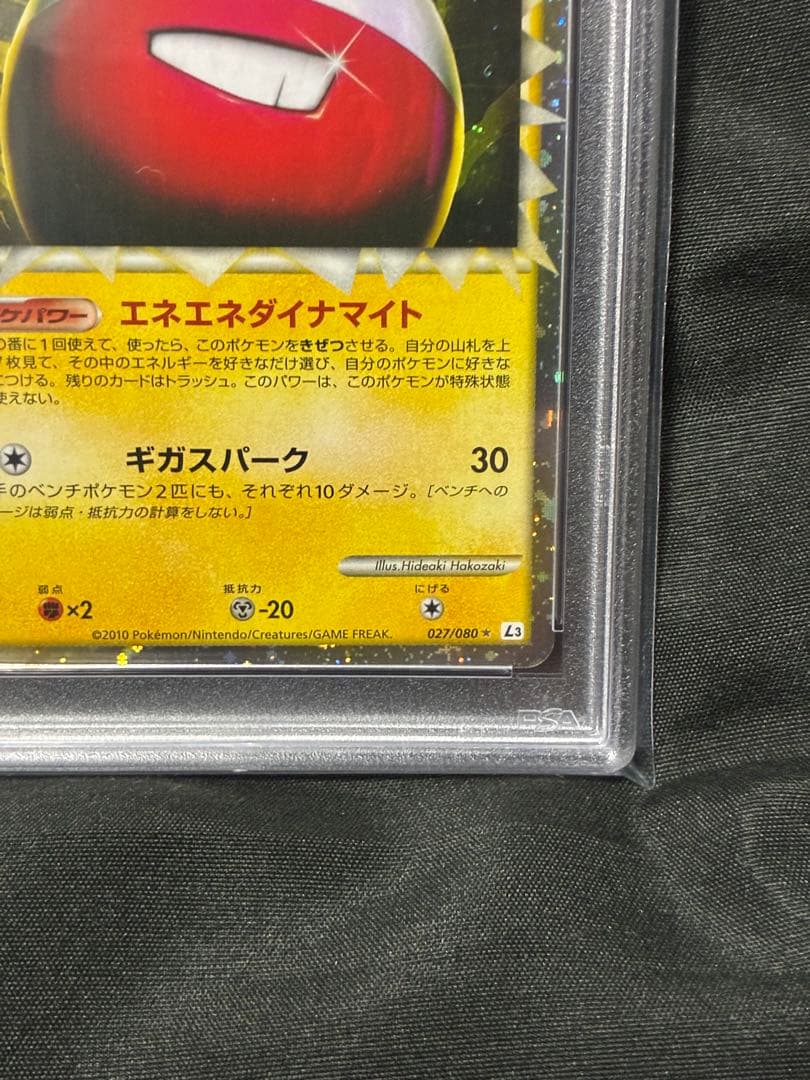 ケパワー エネエネダイナマイト
の番に1回使えて、使ったら、このポケモンをきぜつさせる。自分の山札を上
7枚見て、その中のエネルギーを好きなだけ選び、自分のポケモンに好きな
につける。残りのカードはトラッシュ。このパワーは、このポケモンが特殊状態
使えない。
ギガスパーク 30
手のベンチポケモン2匹にも、それぞれ10ダメージ。[ベンチへの
ージは弱点・抵抗力の計算をしない。]
Illus.Hideaki Hakozaki
弱点 抵抗力 にげる
×2 -20
©2010 Pokémon/Nintendo/Creatures/GAME FREAK. 027/080 ★ L3
PSA